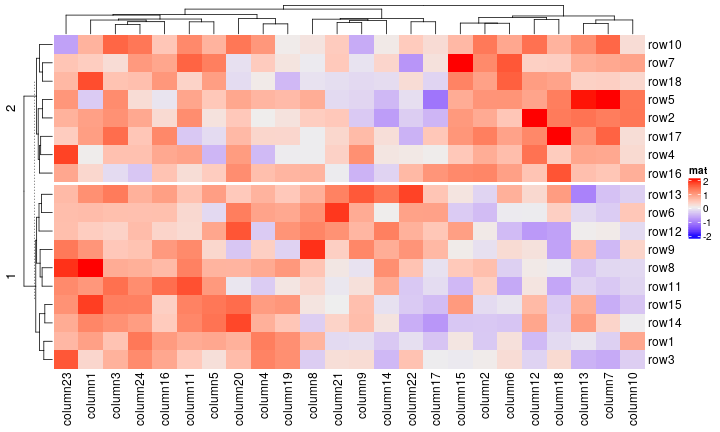 row10
row7
row18
row5
row2
row17
row4
row16
row13
row6
row12
row9
row8
row11
row15
row14
row1
row3
2
1
mat
2
1
0
-1
-2
column23
column1
column3
column24
column16
column11
column5
column20
column4
column19
column8
column21
column9
column14
column22
column17
column15
column2
column6
column12
column18
column13
column7
column10